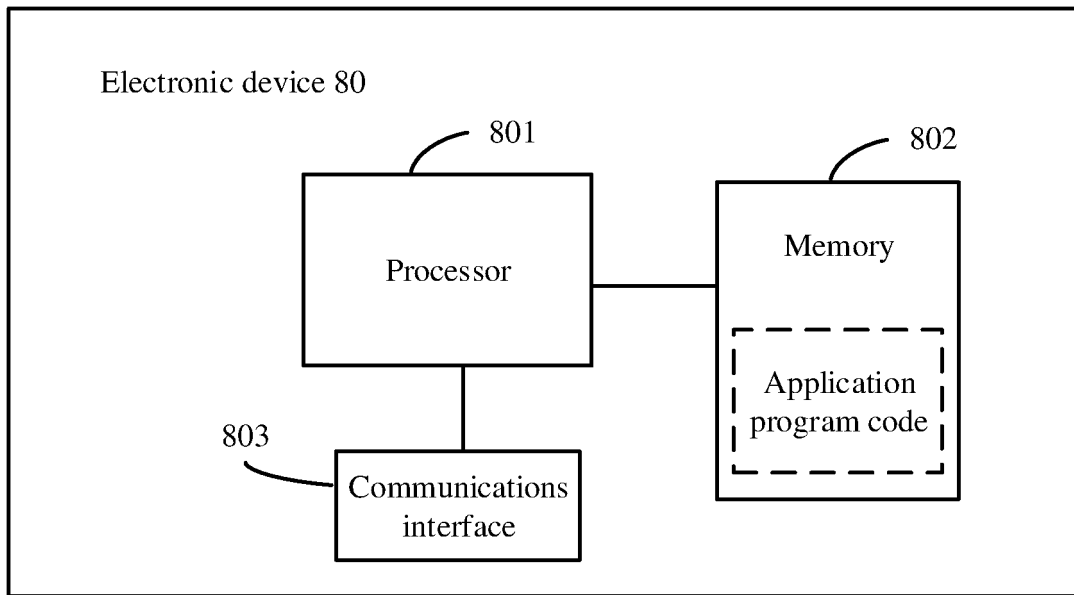 Electronic device 80
801
802
Processor
Memory
Application
program code
803
Communications
interface